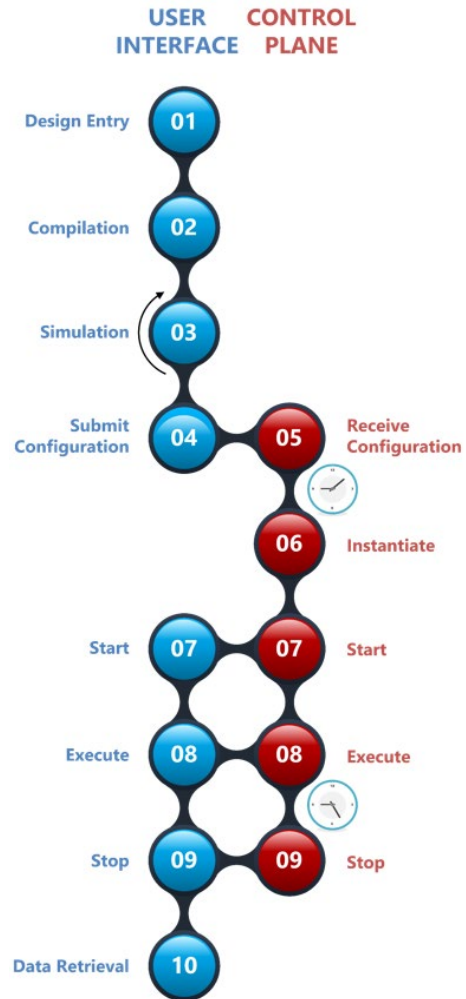 USER CONTROL
INTERFACE PLANE
Design Entry 01
Compilation 02
Simulation 03
Submit
Configuration 04 05 Receive
Configuration
06 Instantiate
Start 07 07 Start
Execute 08 08 Execute
Stop 09 09 Stop
Data Retrieval 10